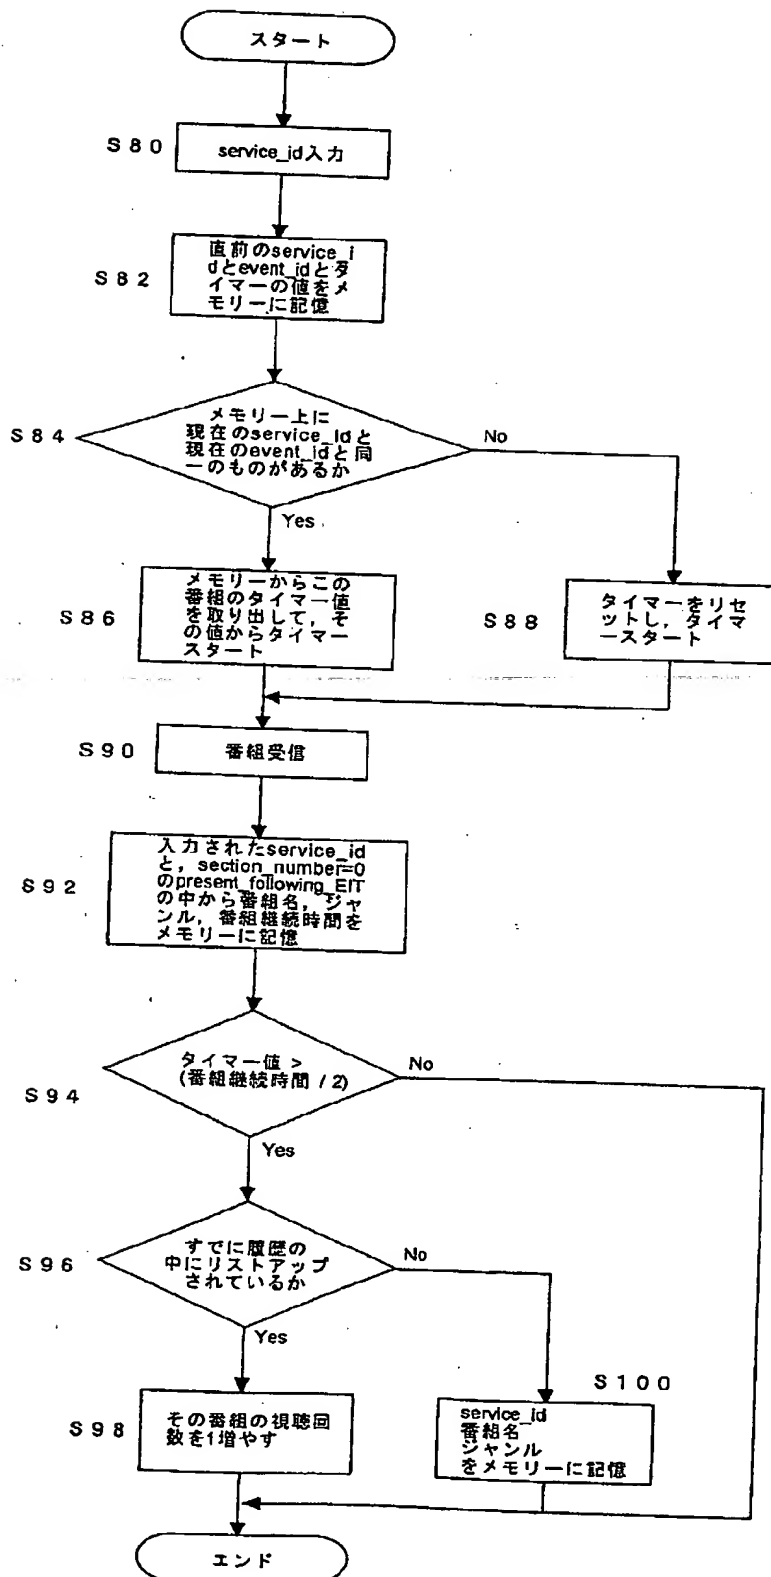 スタート
S80
service_id入力
S82
直前のservice_i
dとevent_idとタ
イマーの値をメ
モリーに記憶
S84
メモリー上に
現在のservice_idと
現在のevent_idと同
一のものがあるか
No
Yes
S86
メモリーからこの
番組のタイマー値
を取り出して，そ
の値からタイマー
スタート
S88
タイマーをリセ
ットし，タイマ
ースタート
S90
番組受信
S92
入力されたservice_id
と，section_number=0
のpresent_following_EIT
の中から番組名，ジャ
ンル，番組継続時間を
メモリーに記憶
S94
タイマー値 >
(番組継続時間 / 2)
No
Yes
S96
すでに履歴の
中にリストアップ
されているか
No
Yes
S98
その番組の視聴回
数を1増やす
S100
service_id
番組名
ジャンル
をメモリーに記憶
エンド